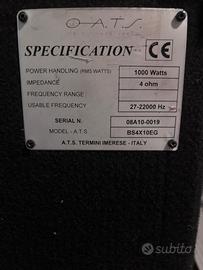 A.T.S.
SPECIFICATION CE
POWER HANDLING (RMS WATTS) 1000 Watts
IMPEDANCE 4 ohm
FREQUENCY RANGE
USABLE FREQUENCY 27-22000 Hz
SERIAL N. 08A10-0019
MODEL - A.T.S BS4X10EG
A.T.S. TERMINI IMERESE - ITALY
subito